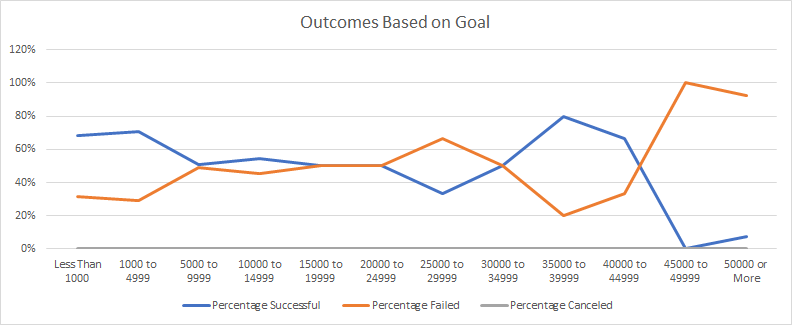 Outcomes Based on Goal
120%
100%
80%
60%
40%
20%
0%
Less Than 1000
1000 to 4999
5000 to 9999
10000 to 14999
15000 to 19999
20000 to 24999
25000 to 29999
30000 to 34999
35000 to 39999
40000 to 44999
45000 to 49999
50000 or More
Percentage Successful
Percentage Failed
Percentage Canceled